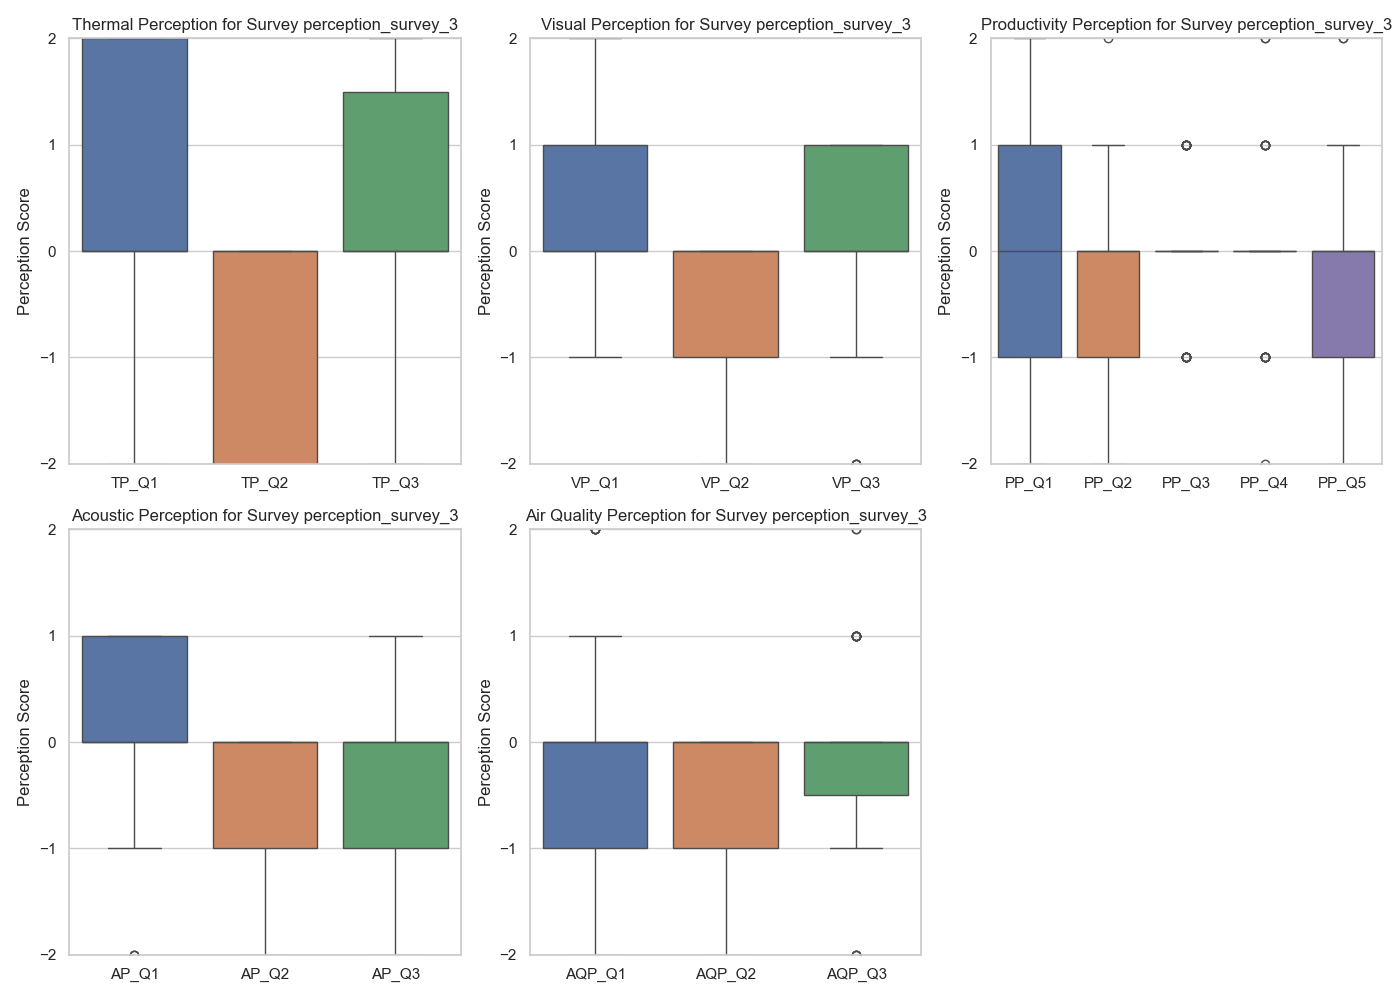 Thermal Perception for Survey perception_survey_3
Perception Score
2
1
0
−1
−2
TP_Q1 TP_Q2 TP_Q3
Visual Perception for Survey perception_survey_3
Perception Score
2
1
0
−1
−2
VP_Q1 VP_Q2 VP_Q3
Productivity Perception for Survey perception_survey_3
Perception Score
2
1
0
−1
−2
PP_Q1 PP_Q2 PP_Q3 PP_Q4 PP_Q5
Acoustic Perception for Survey perception_survey_3
Perception Score
2
1
0
−1
−2
AP_Q1 AP_Q2 AP_Q3
Air Quality Perception for Survey perception_survey_3
Perception Score
2
1
0
−1
−2
AQP_Q1 AQP_Q2 AQP_Q3